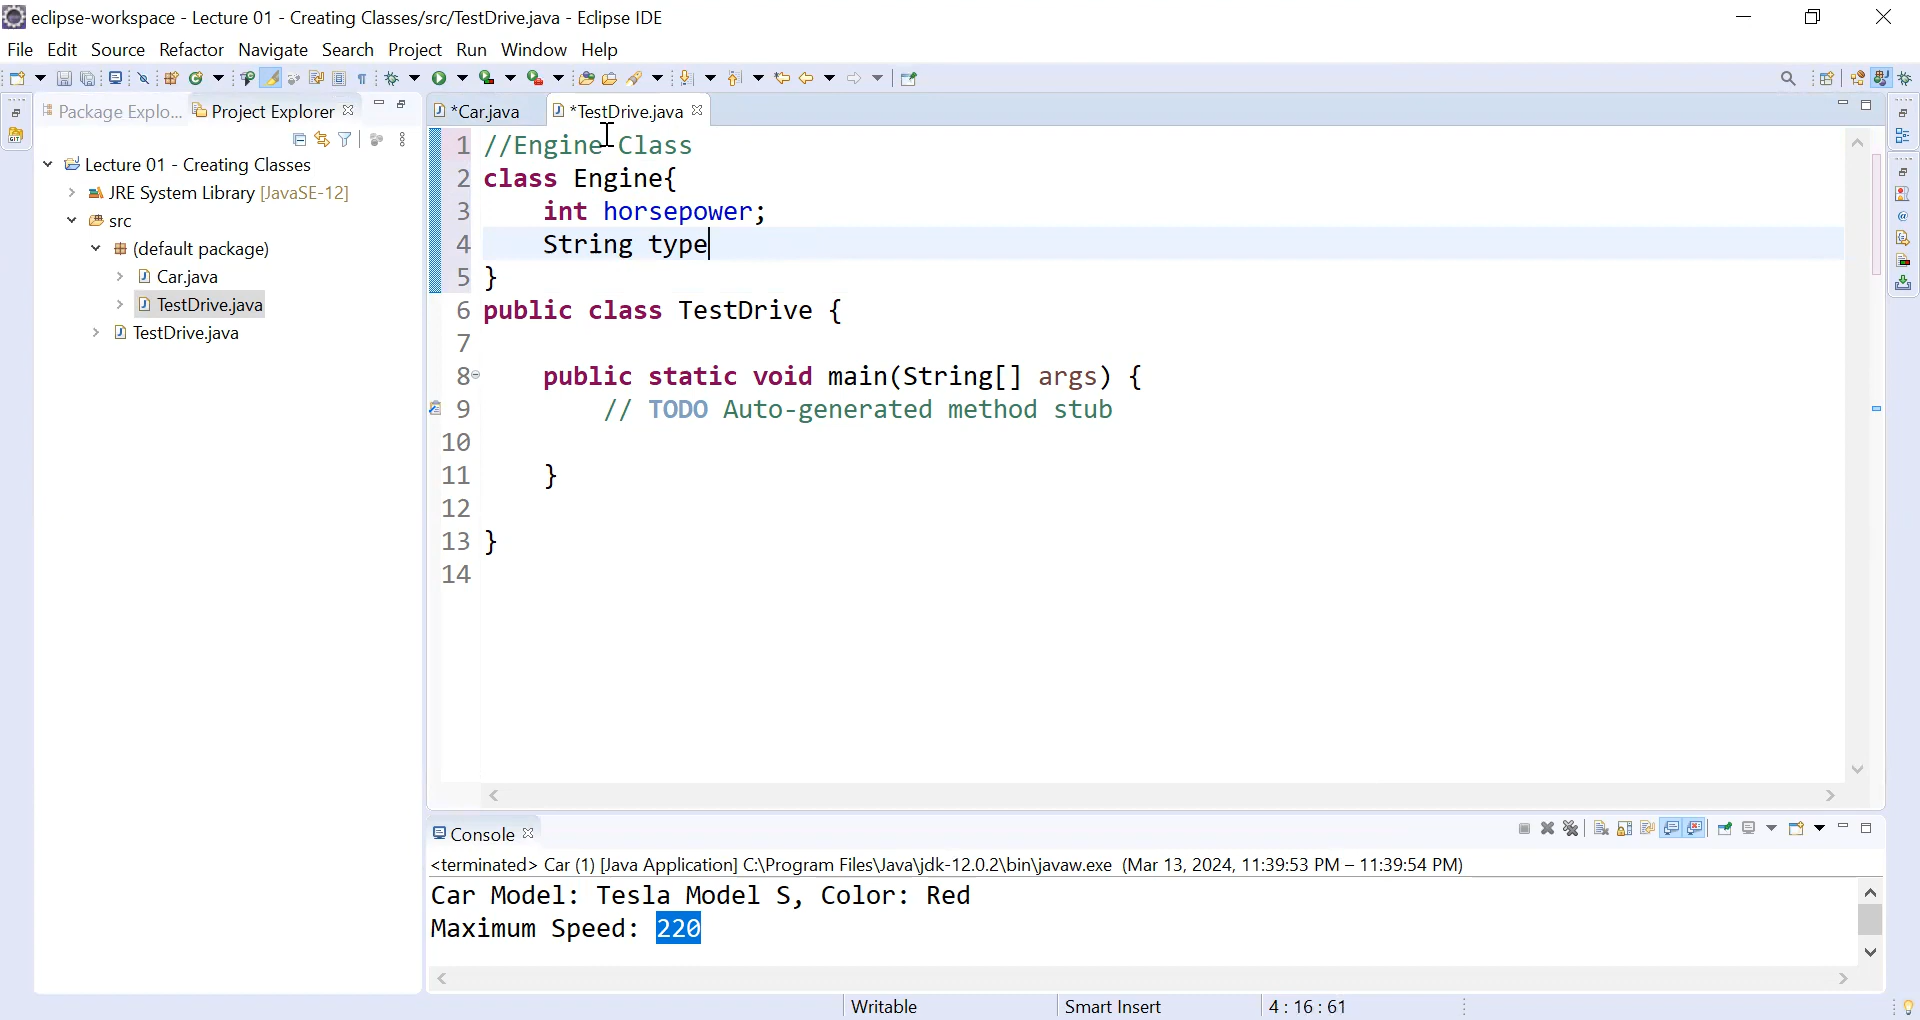 eclipse-workspace - Lecture 01 - Creating Classes/src/TestDrive.java - Eclipse IDE
File Edit Source Refactor Navigate Search Project Run Window Help
Package Explo... Project Explorer
*Car.java *TestDrive.java
Lecture 01 - Creating Classes
JRE System Library [JavaSE-12]
src
(default package)
Car.java
TestDrive.java
TestDrive.java
1 //Engine Class
2 class Engine{
3 int horsepower;
4 String type
5 }
6 public class TestDrive {
7
8 public static void main(String[] args) {
9 // TODO Auto-generated method stub
10
11 }
12
13 }
14
Console
<terminated> Car (1) [Java Application] C:\Program Files\Java\jdk-12.0.2\bin\javaw.exe (Mar 13, 2024, 11:39:53 PM – 11:39:54 PM)
Car Model: Tesla Model S, Color: Red
Maximum Speed: 220
Writable Smart Insert 4 : 16 : 61